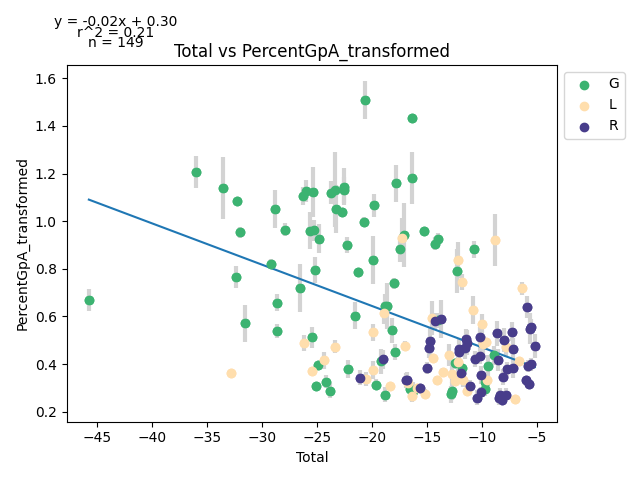 y = -0.02x + 0.30
r^2 = 0.21
n = 149
Total vs PercentGpA_transformed
G
L
R
PercentGpA_transformed
1.6
1.4
1.2
1.0
0.8
0.6
0.4
0.2
−45 −40 −35 −30 −25 −20 −15 −10 −5
Total